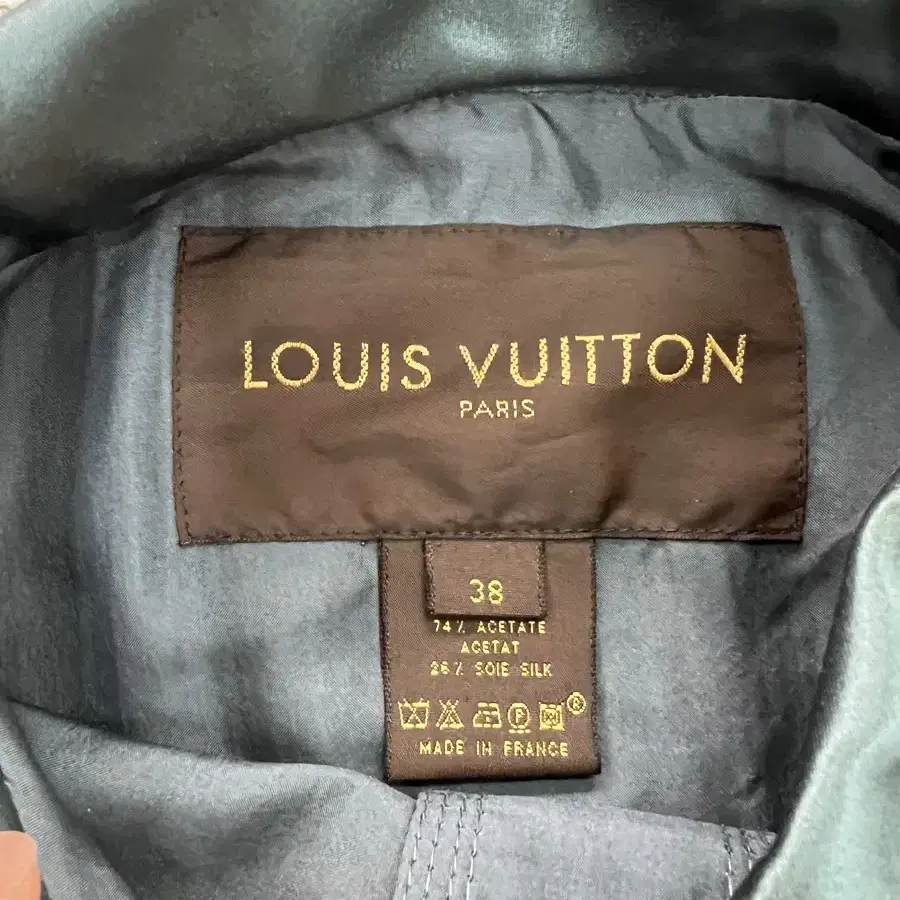 LOUIS VUITTON
PARIS
38
74% ACETATE
ACETAT
26% SOIE SILK
P ®
MADE IN FRANCE